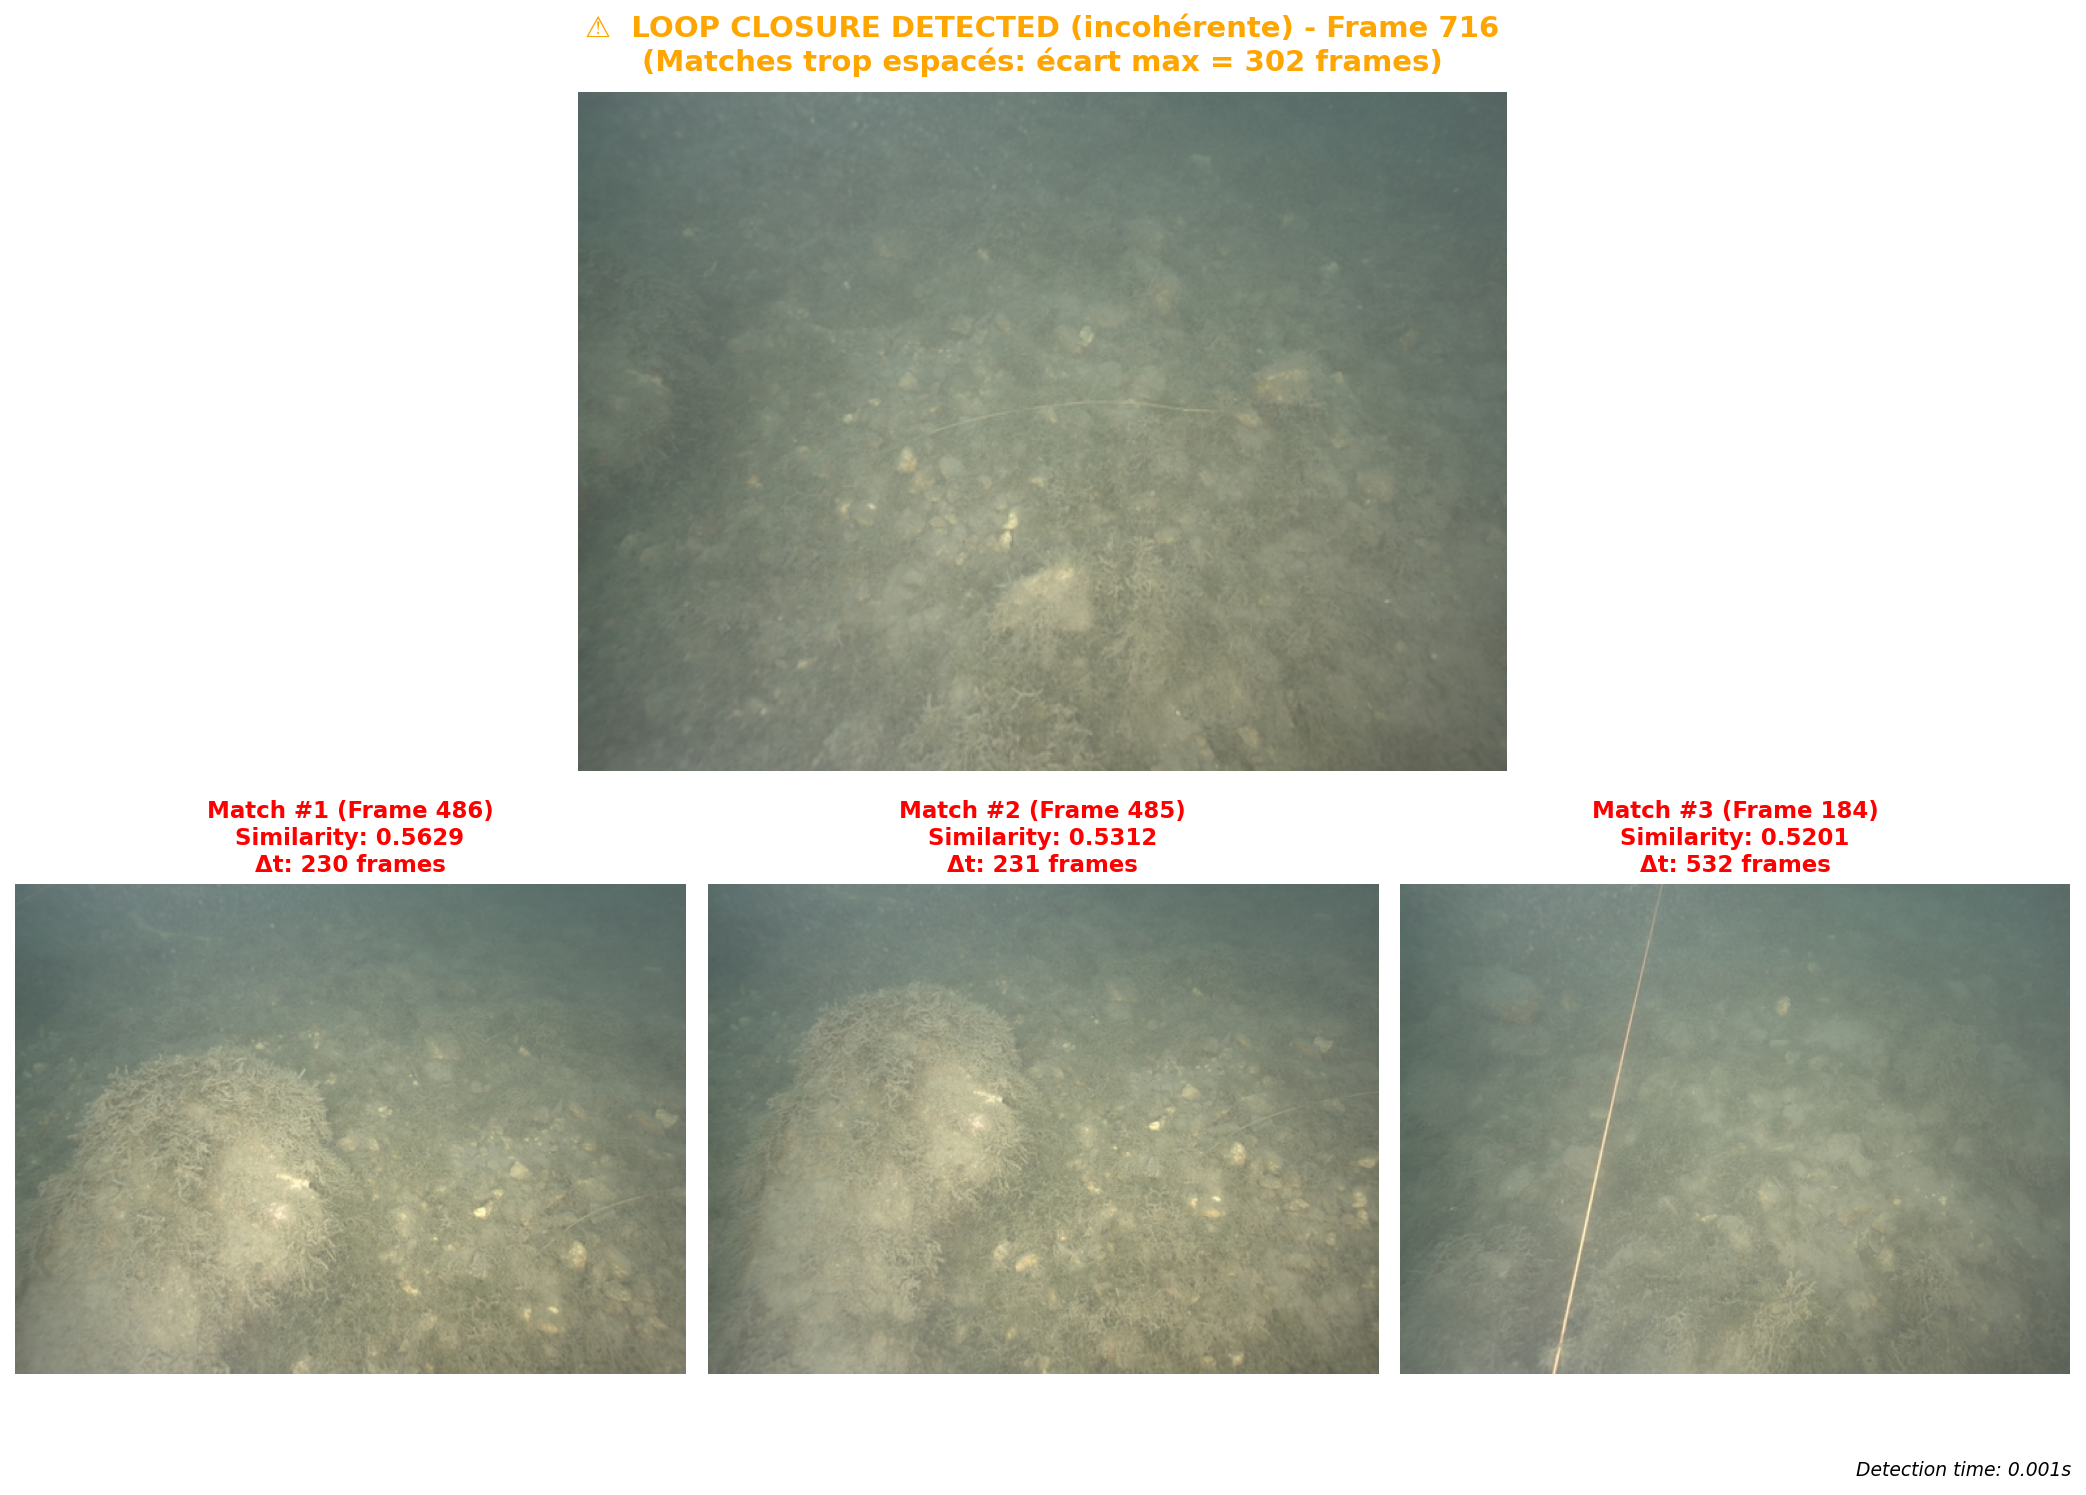 ⚠ LOOP CLOSURE DETECTED (incohérente) - Frame 716
(Matches trop espacés: écart max = 302 frames)
Match #1 (Frame 486)
Similarity: 0.5629
Δt: 230 frames
Match #2 (Frame 485)
Similarity: 0.5312
Δt: 231 frames
Match #3 (Frame 184)
Similarity: 0.5201
Δt: 532 frames
Detection time: 0.001s